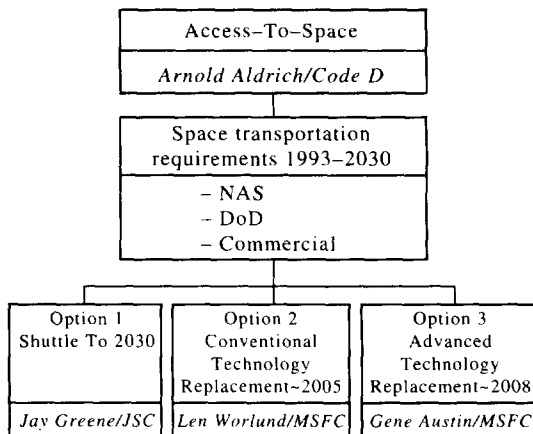 Access–To–Space
Arnold Aldrich/Code D
Space transportation
requirements 1993–2030
– NAS
– DoD
– Commercial
Option 1
Shuttle To 2030
Jay Greene/JSC
Option 2
Conventional
Technology
Replacement~2005
Len Worlund/MSFC
Option 3
Advanced
Technology
Replacement~2008
Gene Austin/MSFC